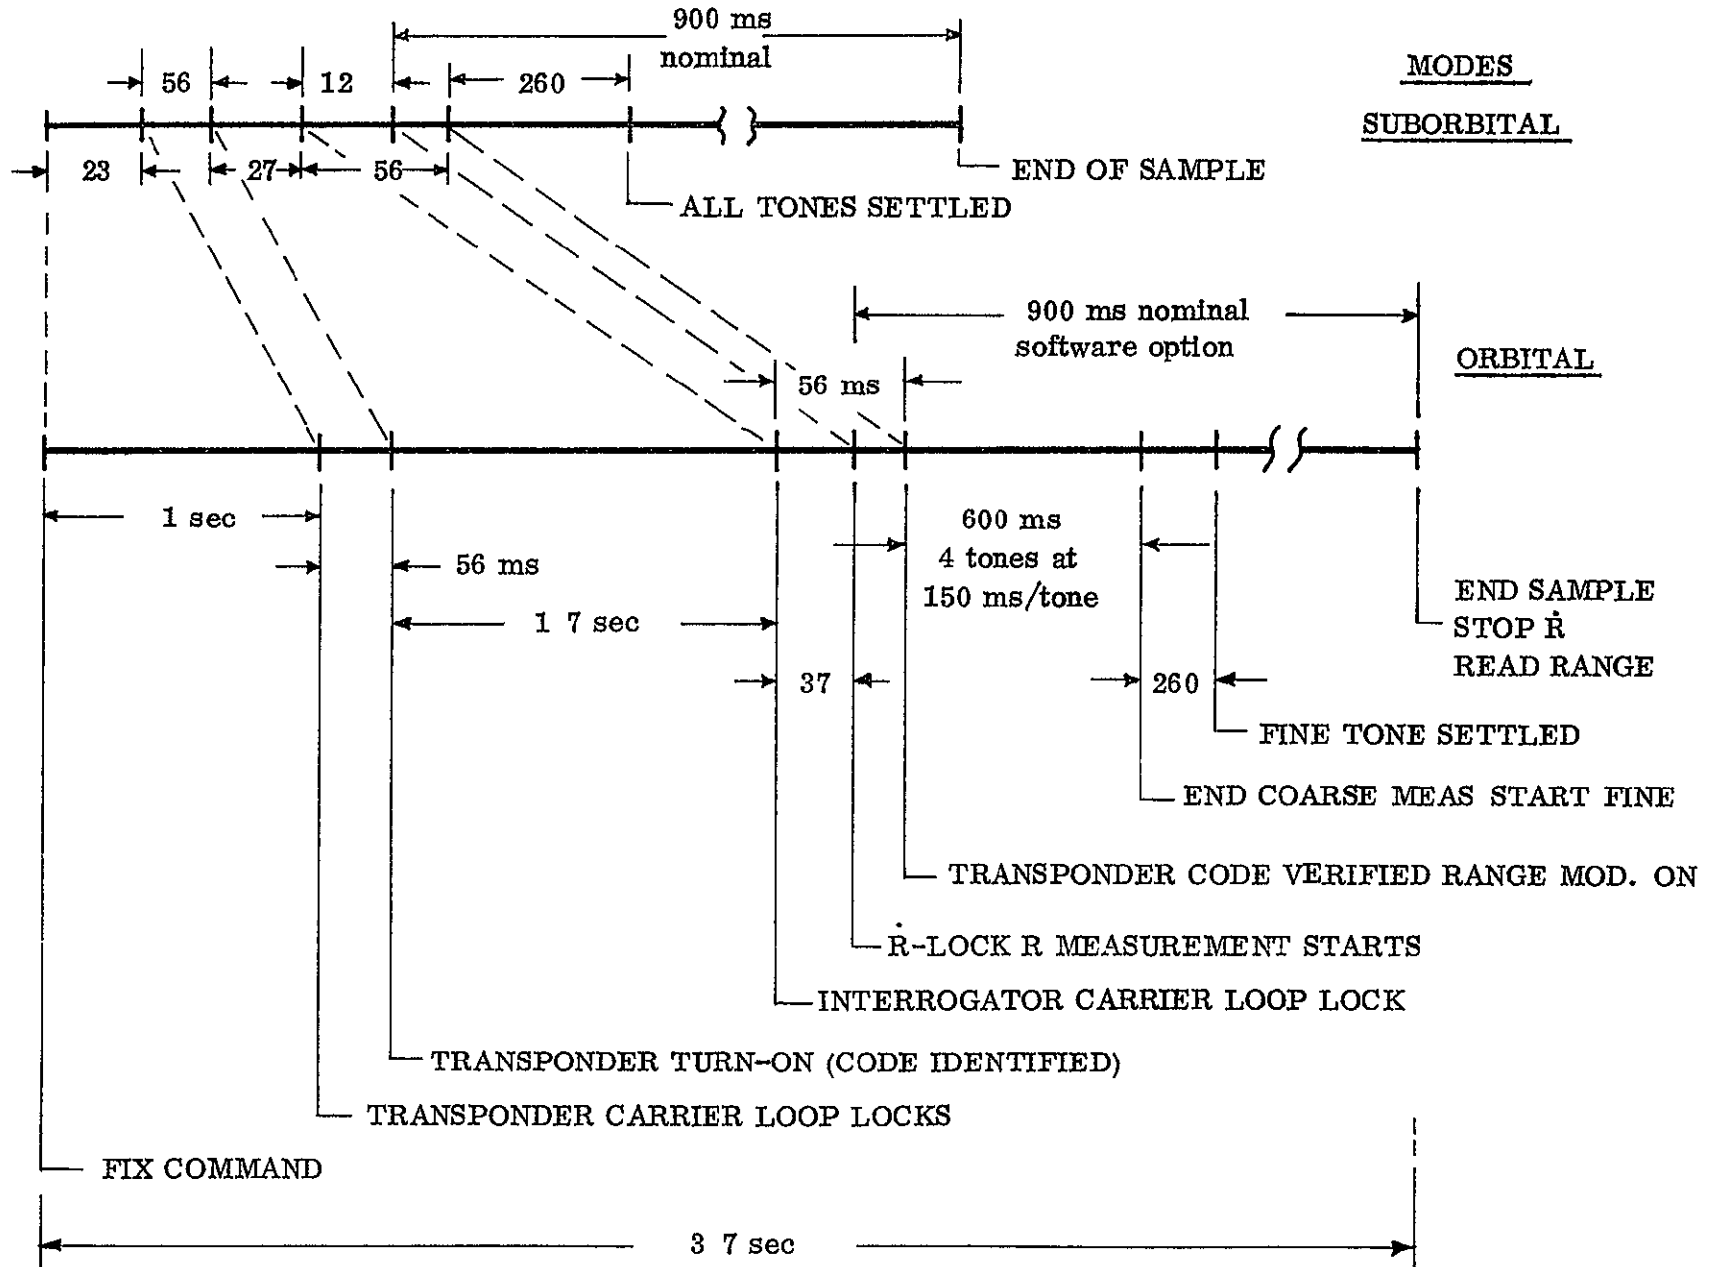 900 ms
nominal
56
12
260
MODES
SUBORBITAL
23
27
56
END OF SAMPLE
ALL TONES SETTLED
900 ms nominal
software option
ORBITAL
56 ms
1 sec
600 ms
4 tones at
150 ms/tone
56 ms
1 7 sec
END SAMPLE
STOP Ṙ
READ RANGE
37
260
FINE TONE SETTLED
END COARSE MEAS START FINE
TRANSPONDER CODE VERIFIED RANGE MOD. ON
Ṙ-LOCK R MEASUREMENT STARTS
INTERROGATOR CARRIER LOOP LOCK
TRANSPONDER TURN-ON (CODE IDENTIFIED)
TRANSPONDER CARRIER LOOP LOCKS
FIX COMMAND
3 7 sec